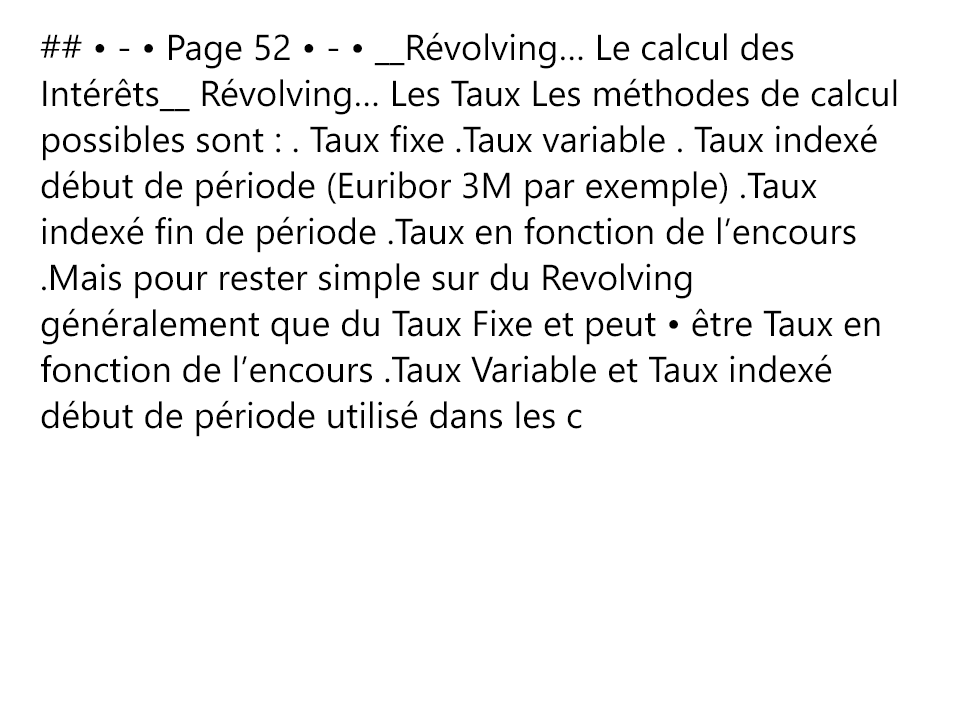 ## • - • Page 52 • - • __Révolving… Le calcul des
Intérêts__ Révolving… Les Taux Les méthodes de calcul
possibles sont : . Taux fixe .Taux variable . Taux indexé
début de période (Euribor 3M par exemple) .Taux
indexé fin de période .Taux en fonction de l’encours
.Mais pour rester simple sur du Revolving
généralement que du Taux Fixe et peut • être Taux en
fonction de l’encours .Taux Variable et Taux indexé
début de période utilisé dans les c